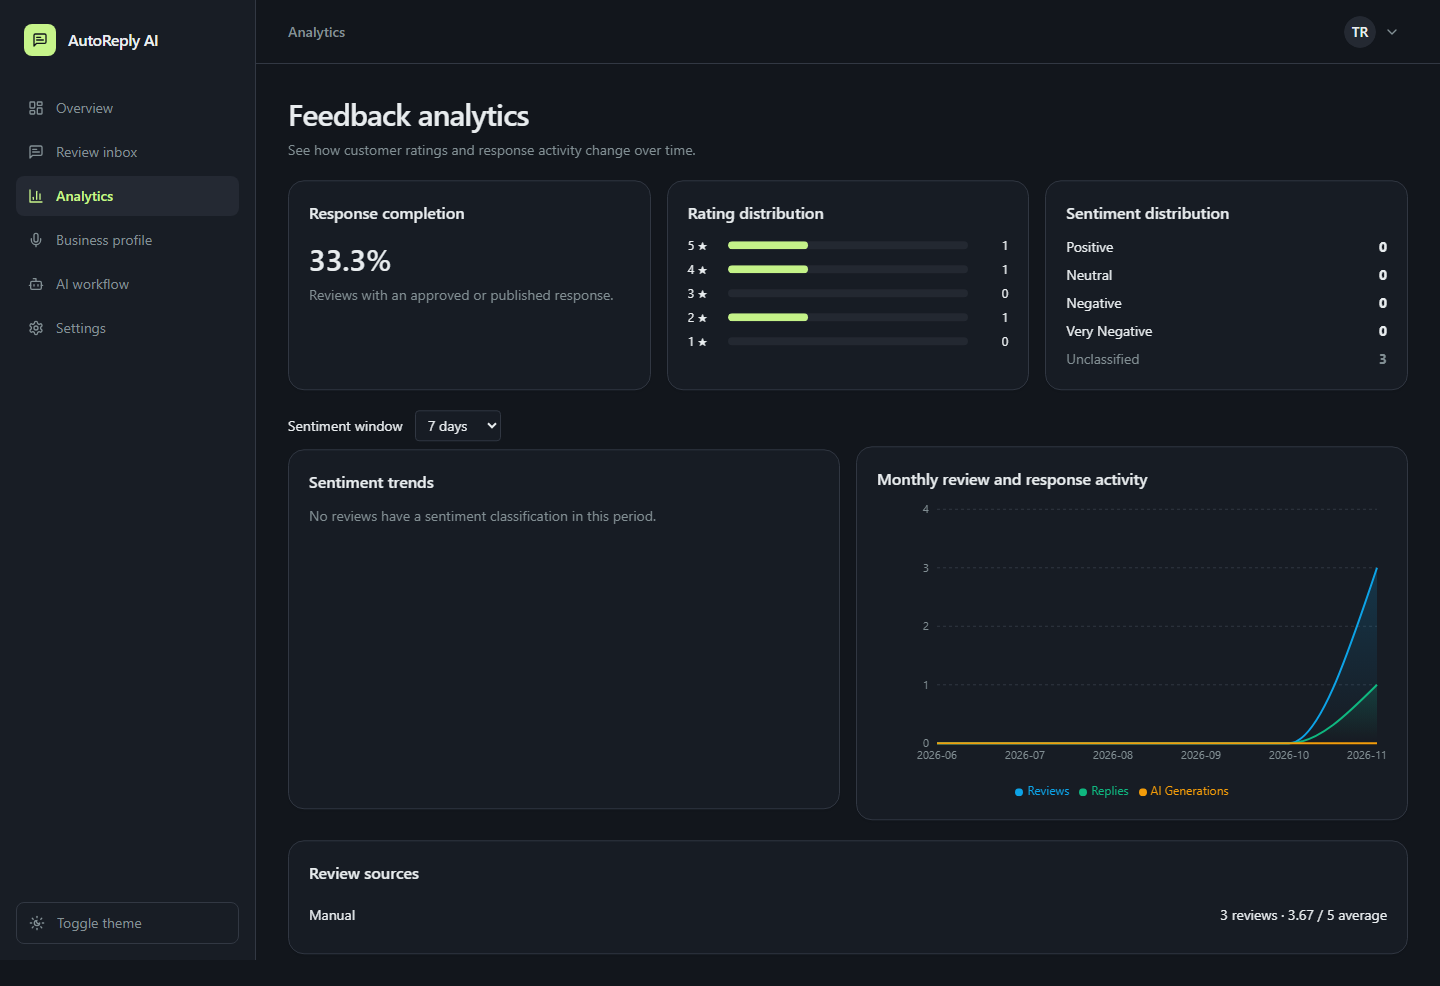 AutoReply AI
Overview
Review inbox
Analytics
Business profile
AI workflow
Settings
Toggle theme
Analytics
TR
Feedback analytics
See how customer ratings and response activity change over time.
Response completion
33.3%
Reviews with an approved or published response.
Rating distribution
5 ★ 1
4 ★ 1
3 ★ 0
2 ★ 1
1 ★ 0
Sentiment distribution
Positive 0
Neutral 0
Negative 0
Very Negative 0
Unclassified 3
Sentiment window 7 days
Sentiment trends
No reviews have a sentiment classification in this period.
Monthly review and response activity
4
3
2
1
0
2026-06 2026-07 2026-08 2026-09 2026-10 2026-11
Reviews Replies AI Generations
Review sources
Manual 3 reviews · 3.67 / 5 average